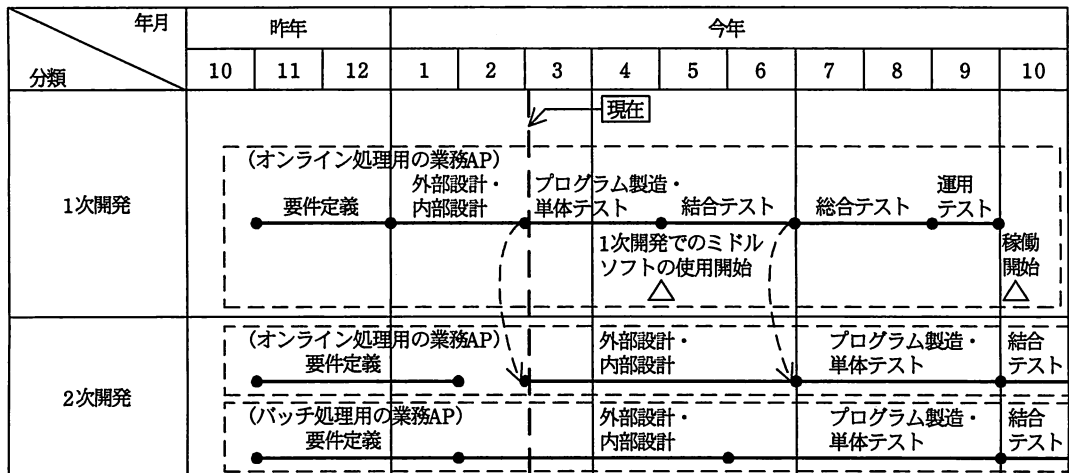 年月
分類
昨年
今年
10 11 12 1 2 3 4 5 6 7 8 9 10
現在
1次開発
(オンライン処理用の業務AP)
要件定義
外部設計・
内部設計
プログラム製造・
単体テスト
結合テスト
総合テスト
運用
テスト
1次開発でのミドル
ソフトの使用開始
△
稼働
開始
△
2次開発
(オンライン処理用の業務AP)
要件定義
外部設計・
内部設計
プログラム製造・
単体テスト
結合
テスト
(バッチ処理用の業務AP)
要件定義
外部設計・
内部設計
プログラム製造・
単体テスト
結合
テスト